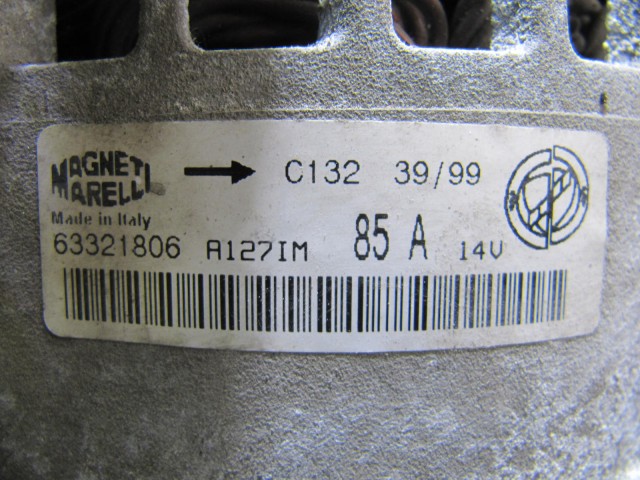 MAGNETI MARELLI C132 39/99
Made in Italy
63321806 A127IM 85 A 14V